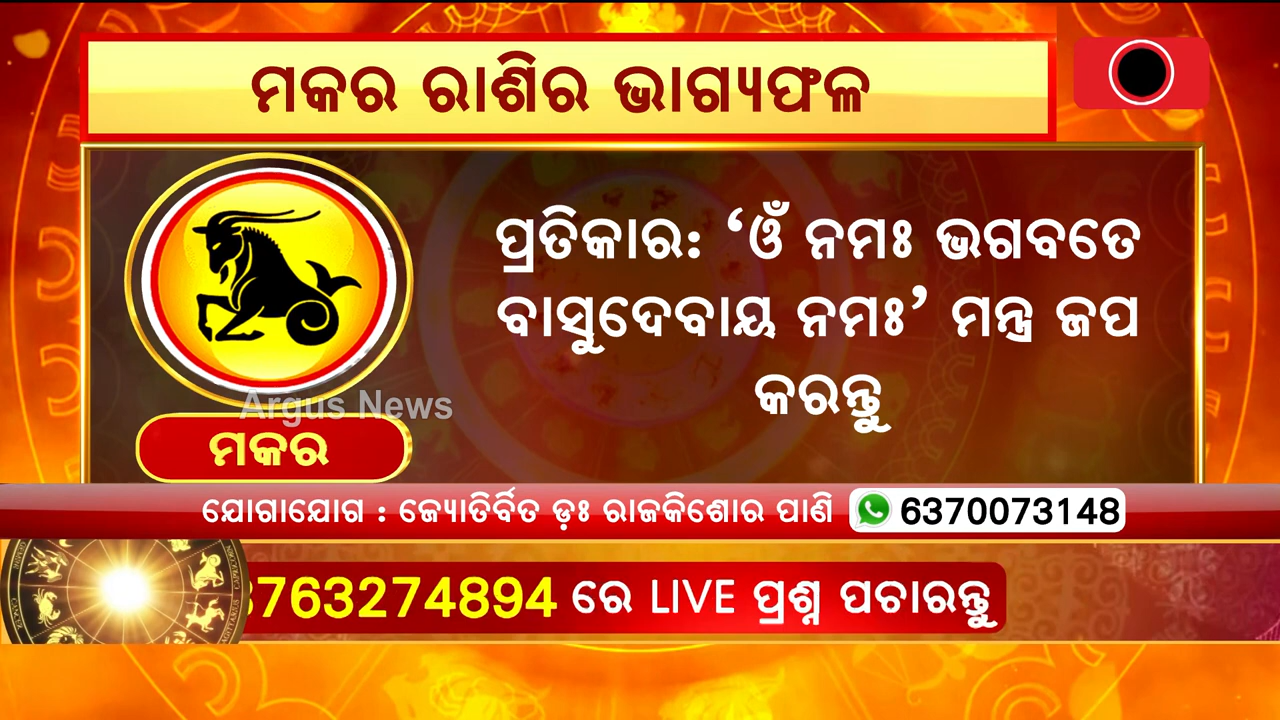 ମକର ରାଶିର ଭାଗ୍ୟଫଳ
ପ୍ରତିକାର: ‘ଓଁ ନମଃ ଭଗବତେ
ବାସୁଦେବାୟ ନମଃ’ ମନ୍ତ୍ର ଜପ
କରନ୍ତୁ
Argus News
ମକର
ଯୋଗାଯୋଗ : ଜ୍ୟୋତିର୍ବିତ ଡ଼ଃ ରାଜକିଶୋର ପାଣି 6370073148
763274894 ରେ LIVE ପ୍ରଶ୍ନ ପଚାରନ୍ତୁ